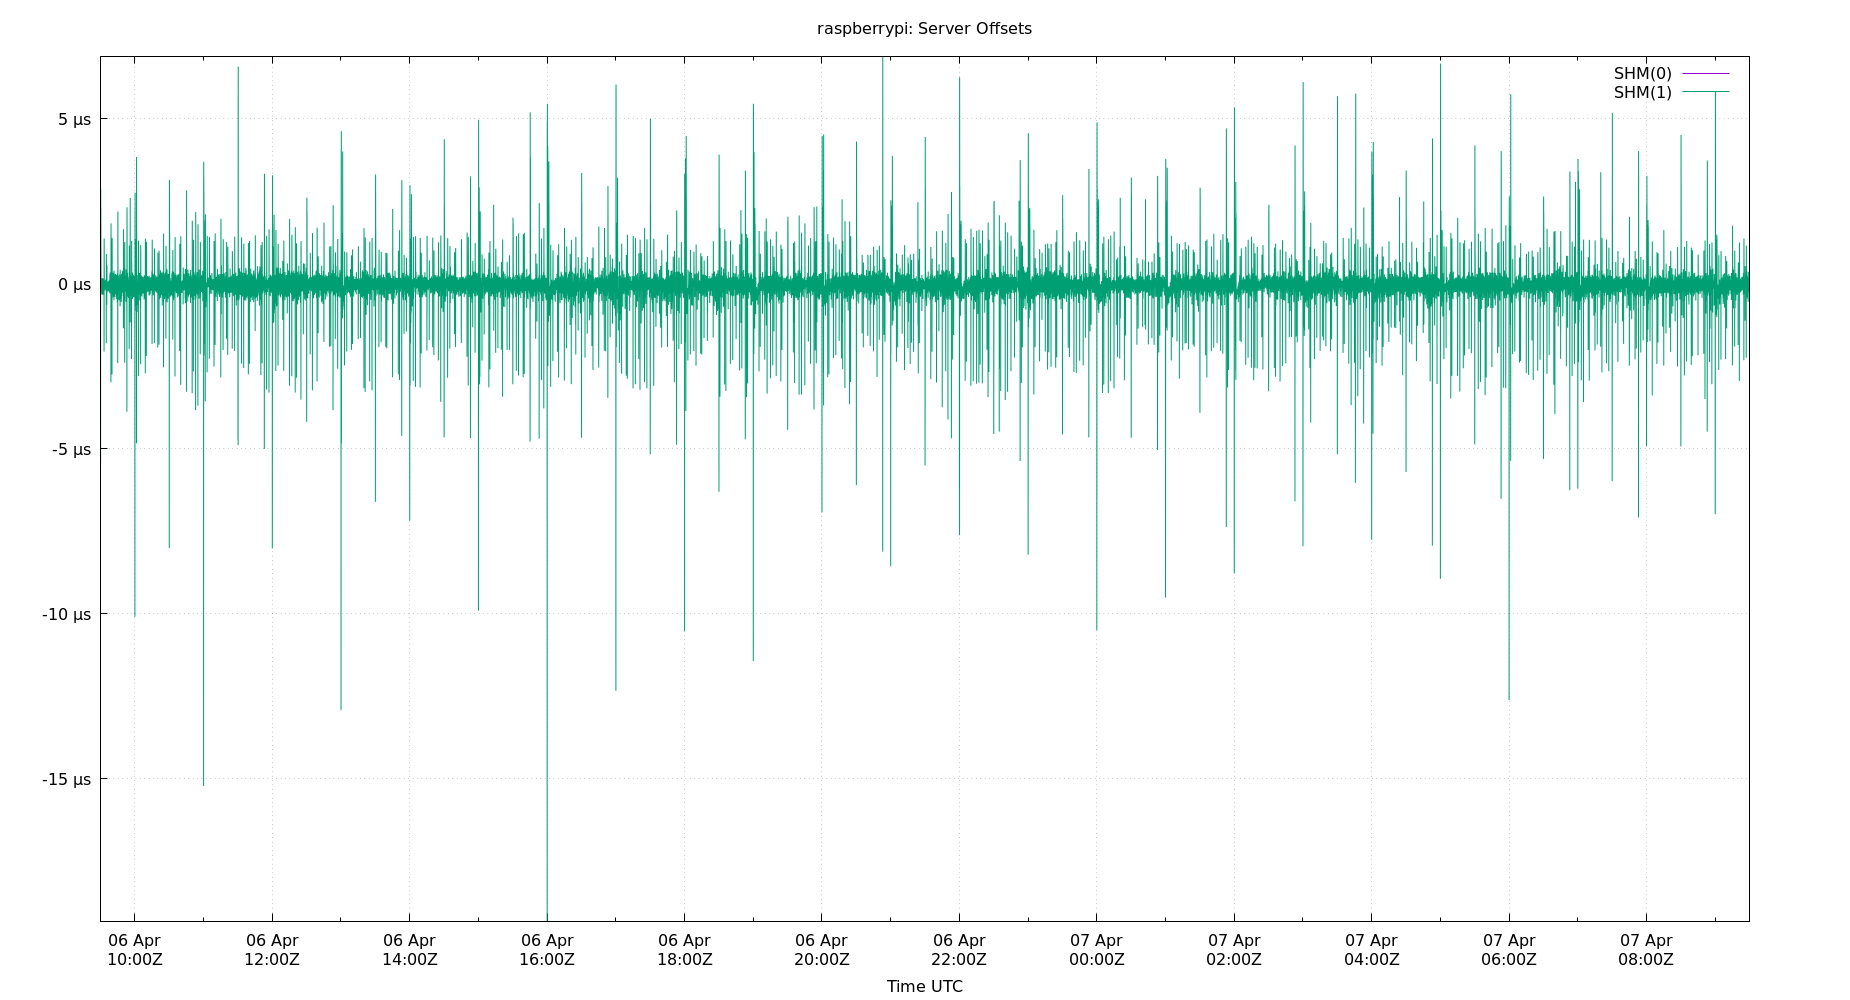 raspberrypi: Server Offsets
SHM(0)
SHM(1)
5 µs
0 µs
-5 µs
-10 µs
-15 µs
06 Apr 06 Apr 06 Apr 06 Apr 06 Apr 06 Apr 06 Apr 07 Apr 07 Apr 07 Apr 07 Apr 07 Apr
10:00Z 12:00Z 14:00Z 16:00Z 18:00Z 20:00Z 22:00Z 00:00Z 02:00Z 04:00Z 06:00Z 08:00Z
Time UTC